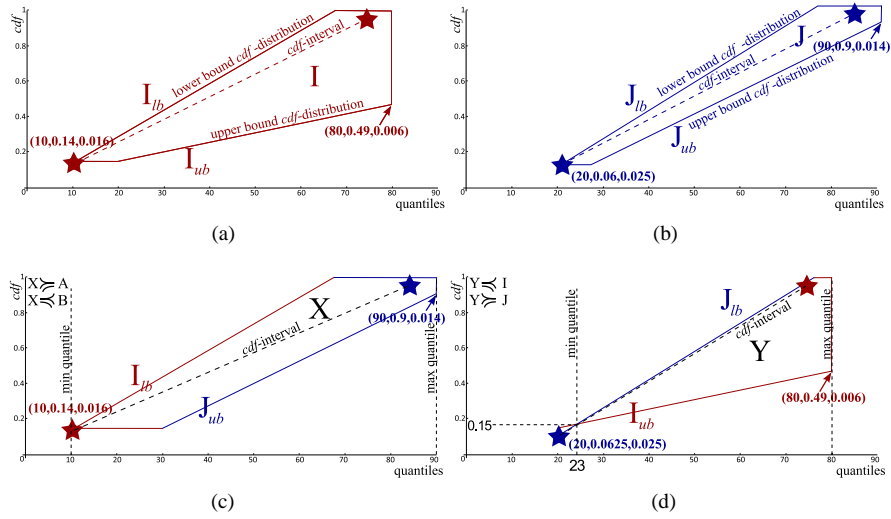 cdf
1
0.8
0.6
0.4
0.2
0
10
20
30
40
50
60
70
80
90
quantiles
lower bound cdf -distribution
cdf-interval
upper bound cdf-distribution
I
I lb
I ub
(10,0.14,0.016)
(80,0.49,0.006)
(a)
cdf
1
0.8
0.6
0.4
0.2
0
10
20
30
40
50
60
70
80
90
quantiles
lower bound cdf -distribution
cdf-interval
upper bound cdf -distribution
J
J lb
J ub
(20,0.06,0.025)
(90,0.9,0.014)
(b)
cdf
1
0.8
0.6
0.4
0.2
0
10
20
30
40
50
60
70
80
90
quantiles
X A
X B
min quantile
max quantile
cdf-interval
X
I lb
J ub
(10,0.14,0.016)
(90,0.9,0.014)
(c)
cdf
1
0.8
0.6
0.4
0.2
0
10
20
30
40
50
60
70
80
90
quantiles
Y I
Y J
min quantile
max quantile
cdf-interval
Y
J lb
I ub
0,15
23
(20,0.0625,0.025)
(80,0.49,0.006)
(d)